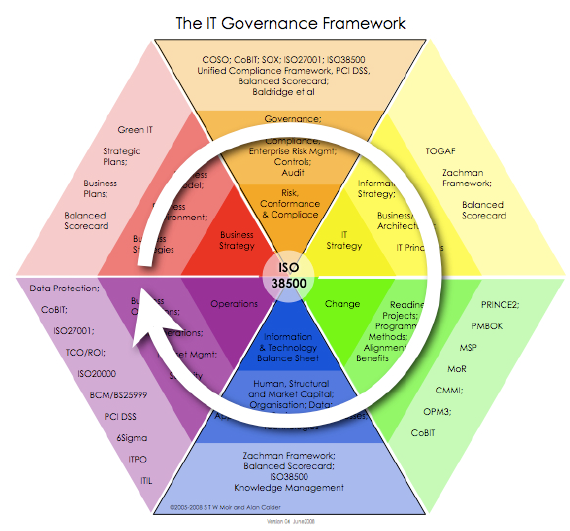 The IT Governance Framework
COSO; CoBIT; SOX; ISO27001; ISO38500
Unified Compliance Framework, PCI DSS,
Balanced Scorecard;
Baldridge et al
Governance;
Compliance;
Enterprise Risk Mgmt;
Controls;
Audit
Risk,
Conformance
& Compliace
Green IT
Strategic
Plans;
Business
Plans;
Balanced
Scorecard
Business
Strategy
TOGAF
Zachman
Framework;
Balanced
Scorecard
Strategy;
IT
Strategy
ISO
38500
Data Protection;
CoBIT;
ISO27001;
TCO/ROI;
ISO20000
BCM/BS25999
PCI DSS
6Sigma
ITPO
ITIL
Operations
Change
Projects;
Methods;
Benefits
PRINCE2;
PMBOK
MSP
MoR
CMMI;
OPM3;
CoBIT
Information
& Technology
Balance Sheet
Human, Structural
and Market Capital;
Organisation; Data;
Zachman Framework;
Balanced Scorecard;
ISO38500
Knowledge Management
©2005-2008 ST W Moir and Alan Calder
Version 04 June2008